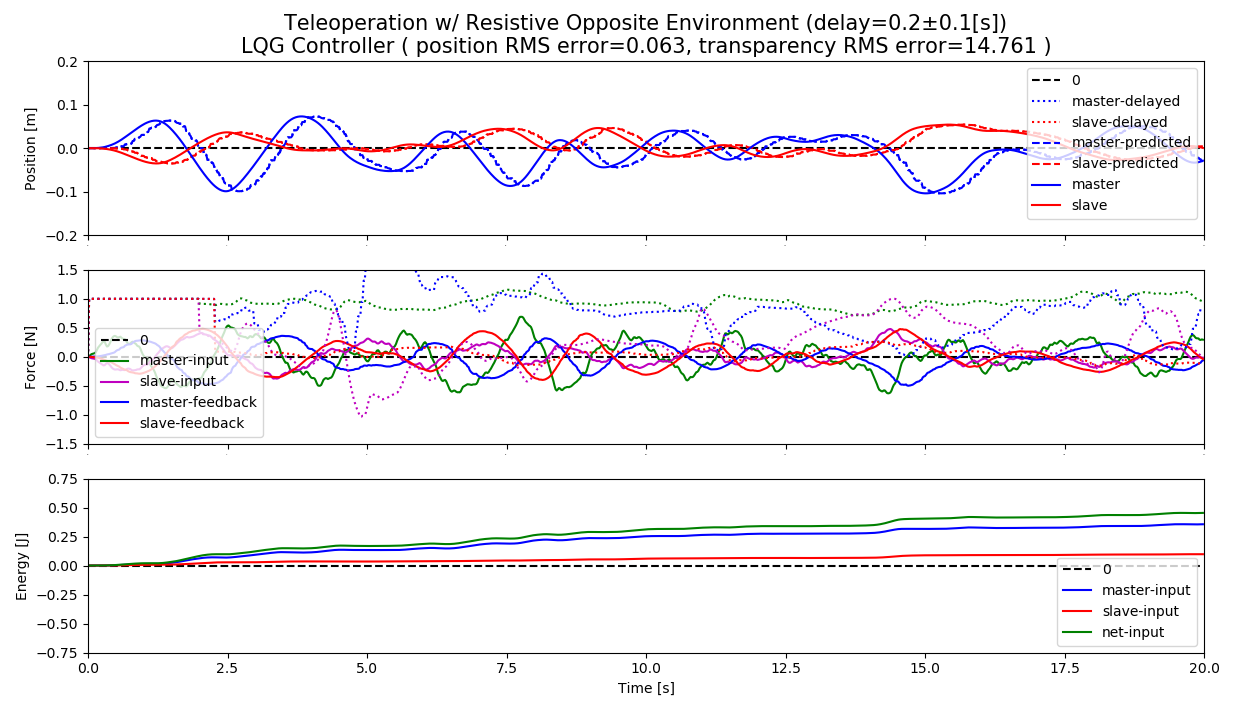 Teleoperation w/ Resistive Opposite Environment (delay=0.2±0.1[s])
LQG Controller ( position RMS error=0.063, transparency RMS error=14.761 )
Position [m]
0.2
0.1
0.0
−0.1
−0.2
0
master-delayed
slave-delayed
master-predicted
slave-predicted
master
slave
Force [N]
1.5
1.0
0.5
0.0
−0.5
−1.0
−1.5
0
master-input
slave-input
master-feedback
slave-feedback
Energy [J]
0.75
0.50
0.25
0.00
−0.25
−0.50
−0.75
0
master-input
slave-input
net-input
0.0 2.5 5.0 7.5 10.0 12.5 15.0 17.5 20.0
Time [s]